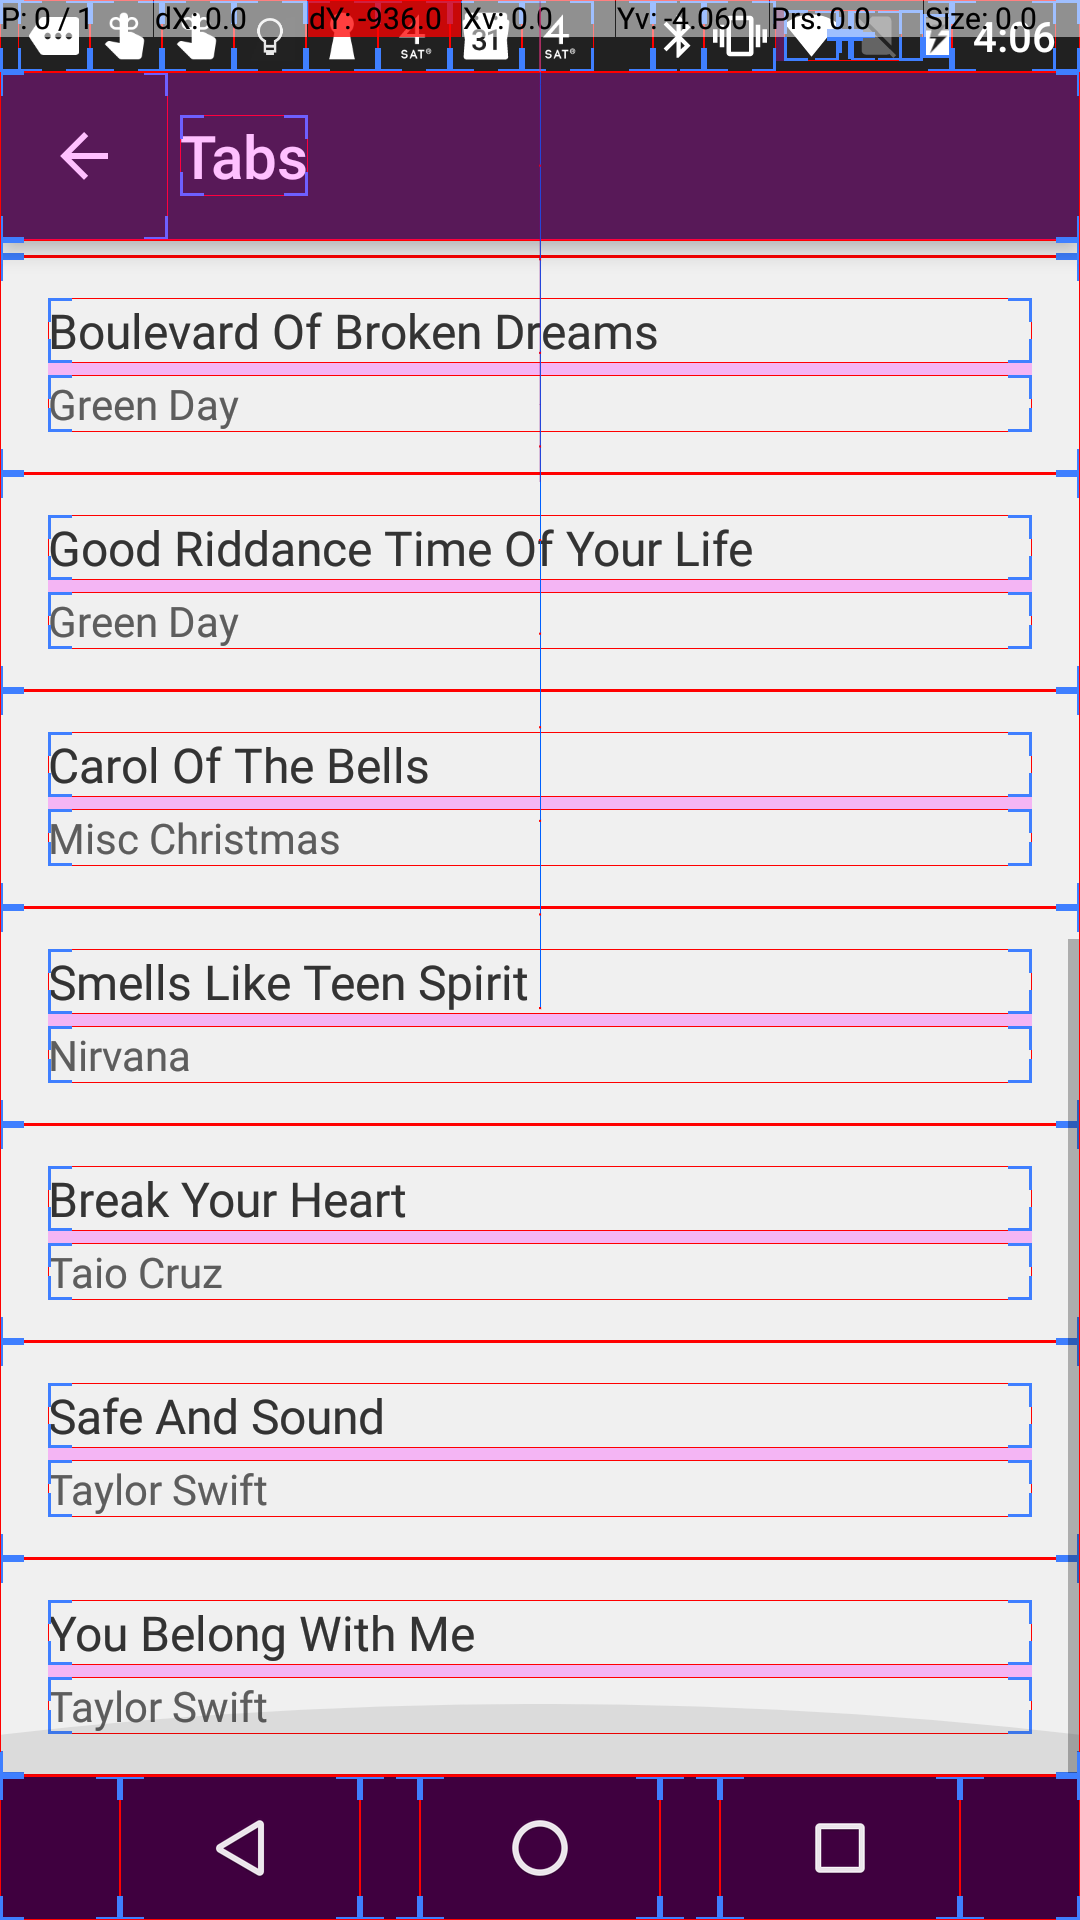 P: 0 / 1 dX: 0.0 dY: -936.0 Xv: 0.0 Yv: -4.060 Prs: 0.0 Size: 0.0
4 SAT® 31 4 SAT® 4:06
Tabs
Boulevard Of Broken Dreams
Green Day
Good Riddance Time Of Your Life
Green Day
Carol Of The Bells
Misc Christmas
Smells Like Teen Spirit
Nirvana
Break Your Heart
Taio Cruz
Safe And Sound
Taylor Swift
You Belong With Me
Taylor Swift